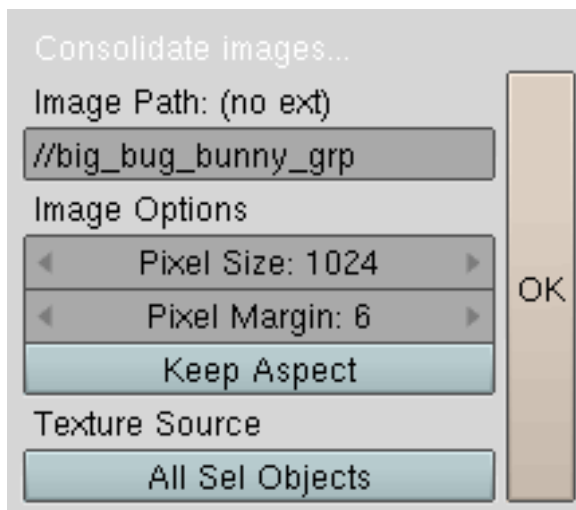 Consolidate images...
Image Path: (no ext)
//big_bug_bunny_grp
Image Options
Pixel Size: 1024
Pixel Margin: 6
Keep Aspect
Texture Source
All Sel Objects
OK